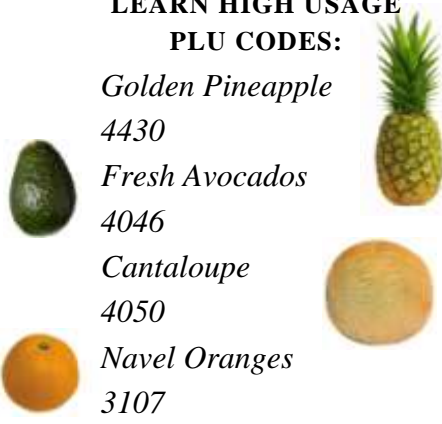 LEARN HIGH USAGE
PLU CODES:
Golden Pineapple
4430
Fresh Avocados
4046
Cantaloupe
4050
Navel Oranges
3107